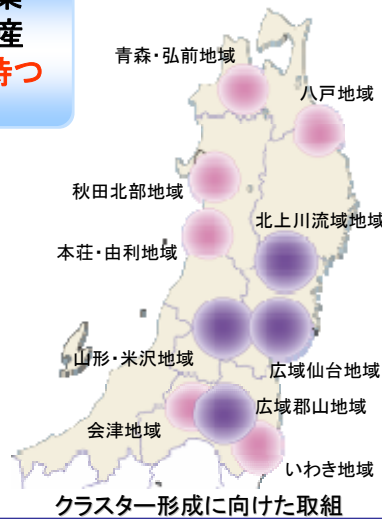 産
待つ
青森・弘前地域
八戸地域
秋田北部地域
北上川流域地域
本荘・由利地域
山形・米沢地域
広域仙台地域
広域郡山地域
会津地域
いわき地域
クラスター形成に向けた取組